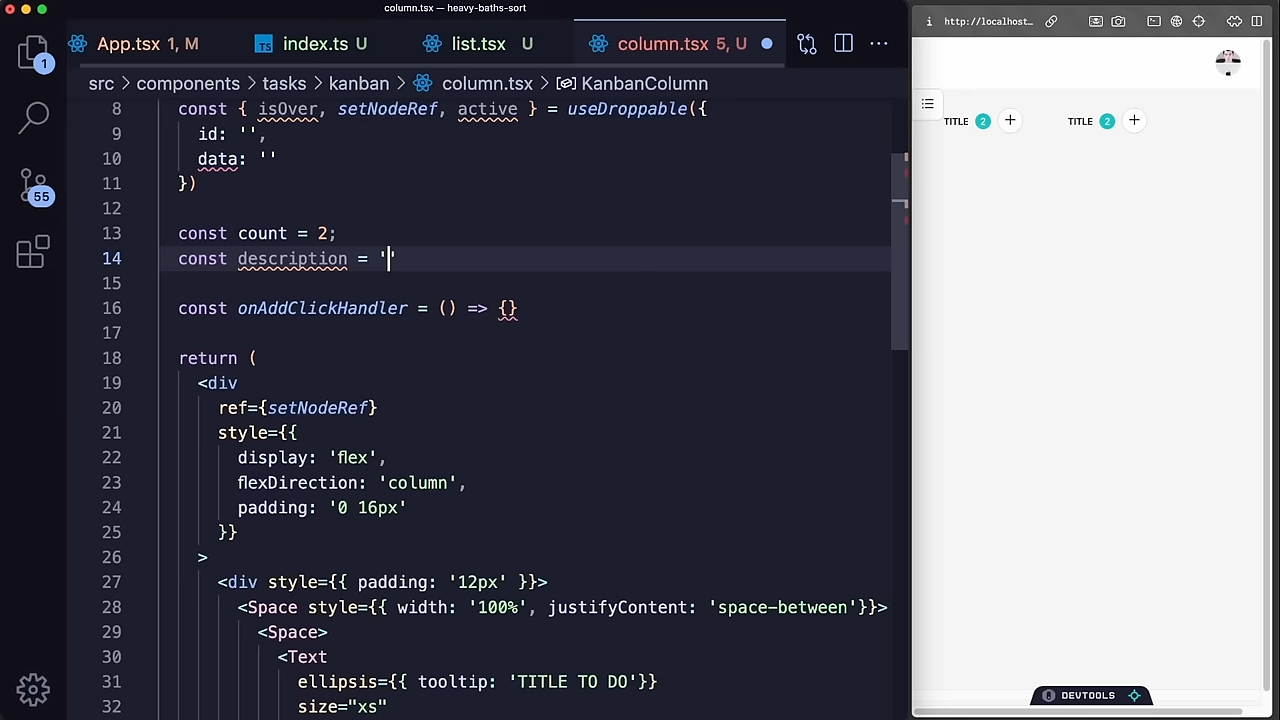 column.tsx — heavy-baths-sort
App.tsx 1, M
TS index.ts U
list.tsx U
column.tsx 5, U
i http://localhost…
src > components > tasks > kanban > column.tsx > KanbanColumn
1
55
8 const { isOver, setNodeRef, active } = useDroppable({
9 id: '',
10 data: ''
11 })
12
13 const count = 2;
14 const description = ''
15
16 const onAddClickHandler = () => {}
17
18 return (
19 <div
20 ref={setNodeRef}
21 style={{
22 display: 'flex',
23 flexDirection: 'column',
24 padding: '0 16px'
25 }}
26 >
27 <div style={{ padding: '12px' }}>
28 <Space style={{ width: '100%', justifyContent: 'space-between'}}>
29 <Space>
30 <Text
31 ellipsis={{ tooltip: 'TITLE TO DO'}}
32 size="xs"
TITLE 2 +
TITLE 2 +
DEVTOOLS